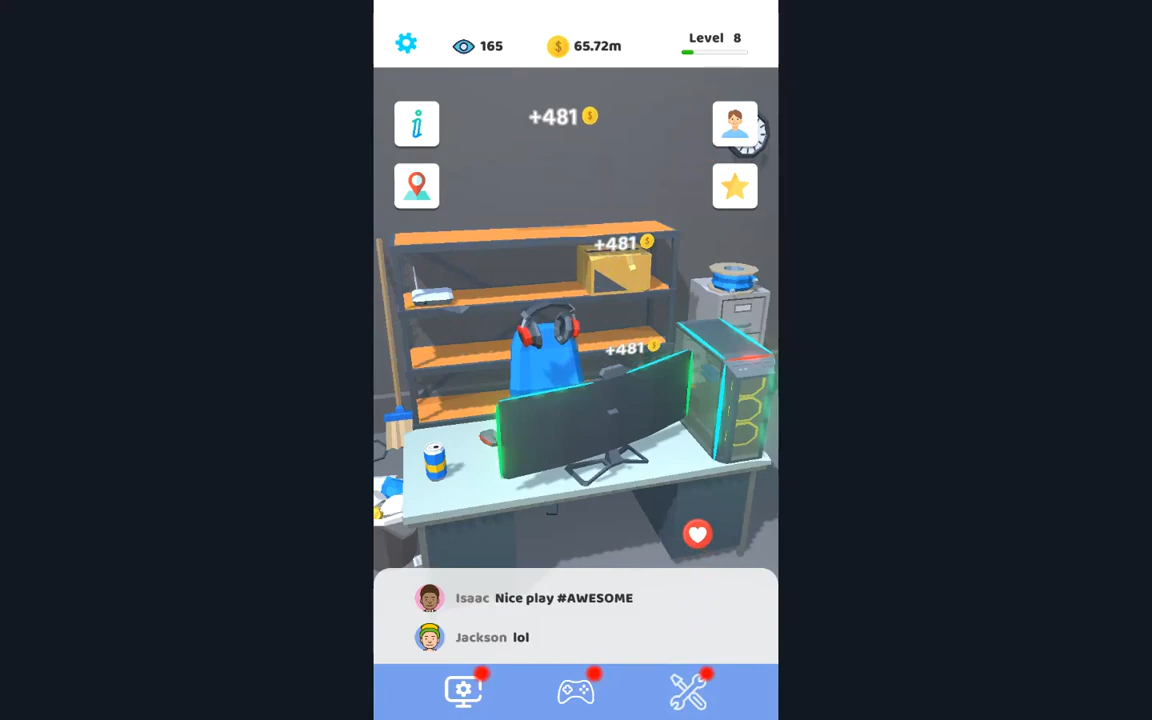 165
65.72m
Level 8
+481
+481
+481
Isaac Nice play #AWESOME
Jackson lol